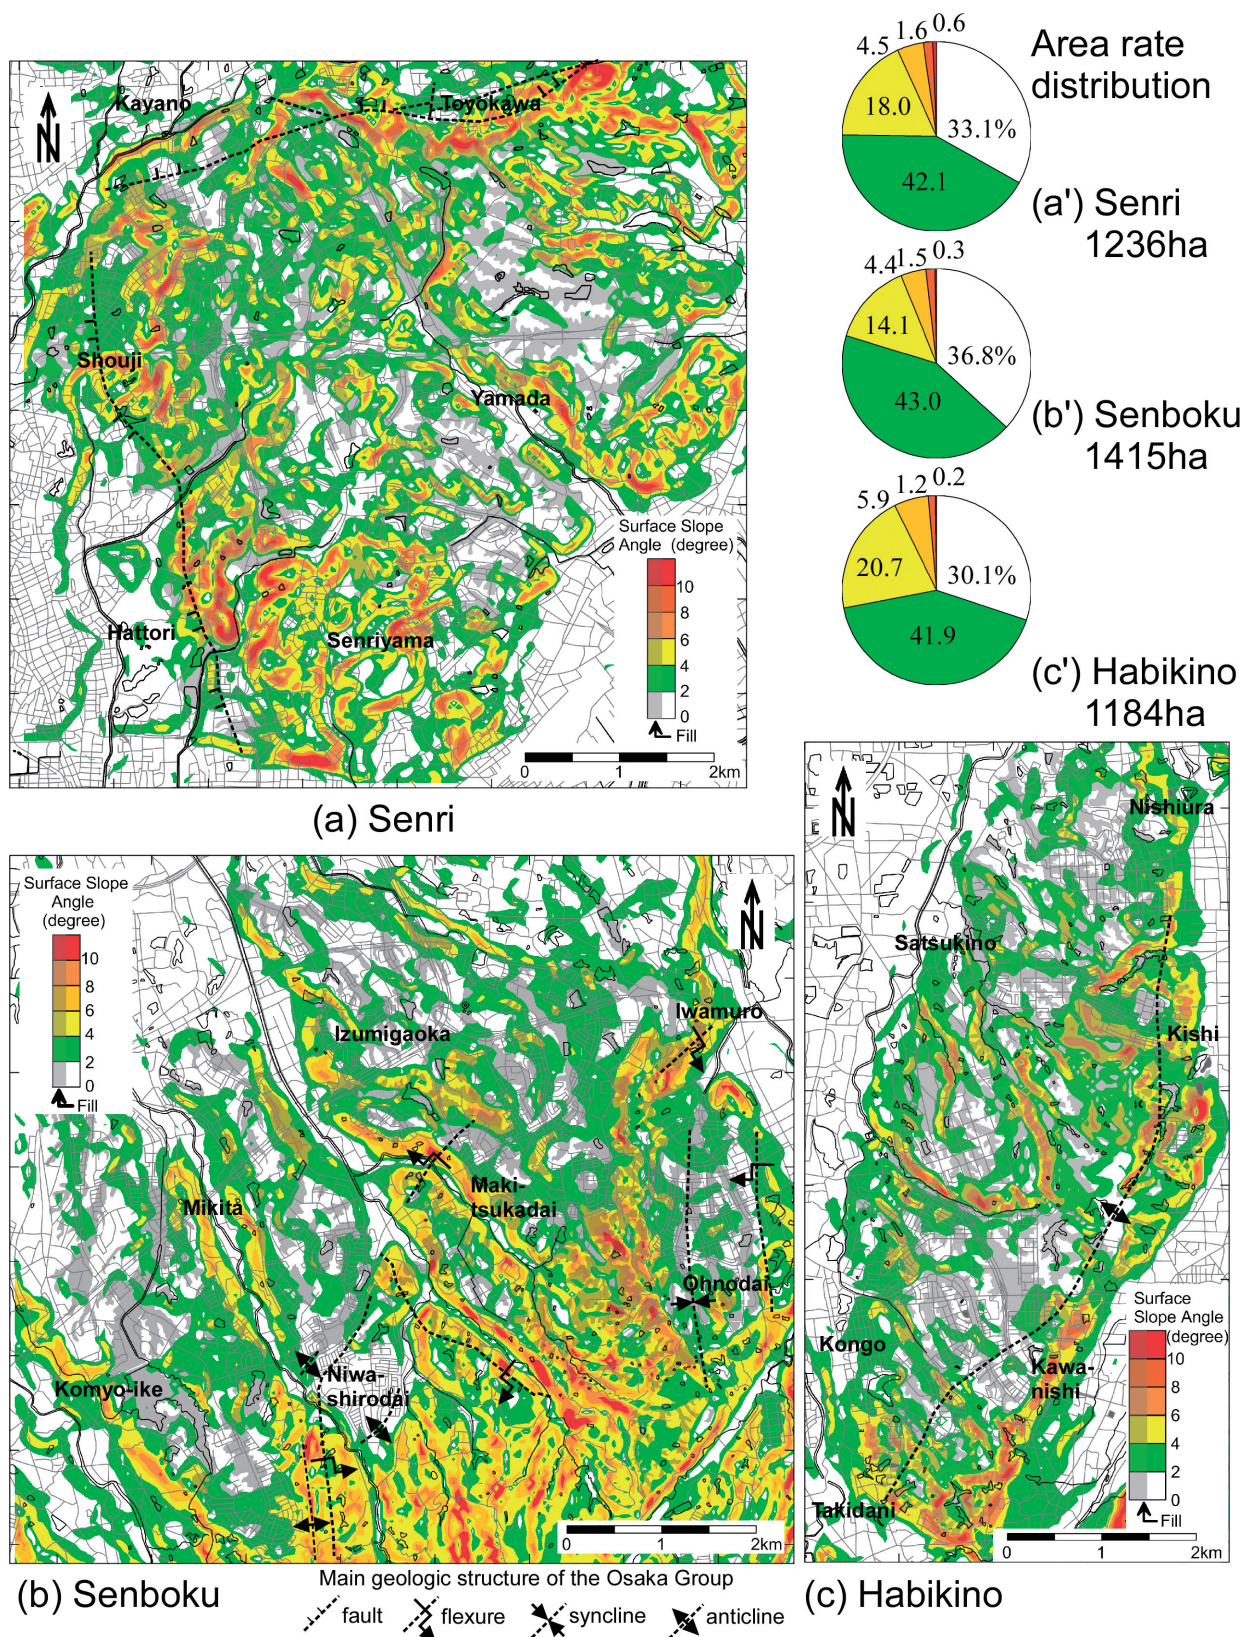 N
Kayano
Toyokawa
Shouji
Yamada
Hattori
Senriyama
Surface Slope
Angle (degree)
10
8
6
4
2
0
Fill
0 1 2km
(a) Senri
Area rate
distribution
4.5 1.6 0.6
18.0
33.1%
42.1
(a') Senri
1236ha
4.4 1.5 0.3
14.1
36.8%
43.0
(b') Senboku
1415ha
5.9 1.2 0.2
20.7
30.1%
41.9
(c') Habikino
1184ha
Surface Slope
Angle
(degree)
10
8
6
4
2
0
Fill
N
Iwamuro
Izumigaoka
Maki-
tsukadai
Mikita
Ohnodai
Niwa-
shirodai
Komyo-ike
0 1 2km
(b) Senboku
N
Nishiura
Satsukino
Kishi
Kongo
Kawa-
nishi
Takidani
Surface
Slope Angle
(degree)
10
8
6
4
2
0
Fill
0 1 2km
(c) Habikino
Main geologic structure of the Osaka Group
fault flexure syncline anticline